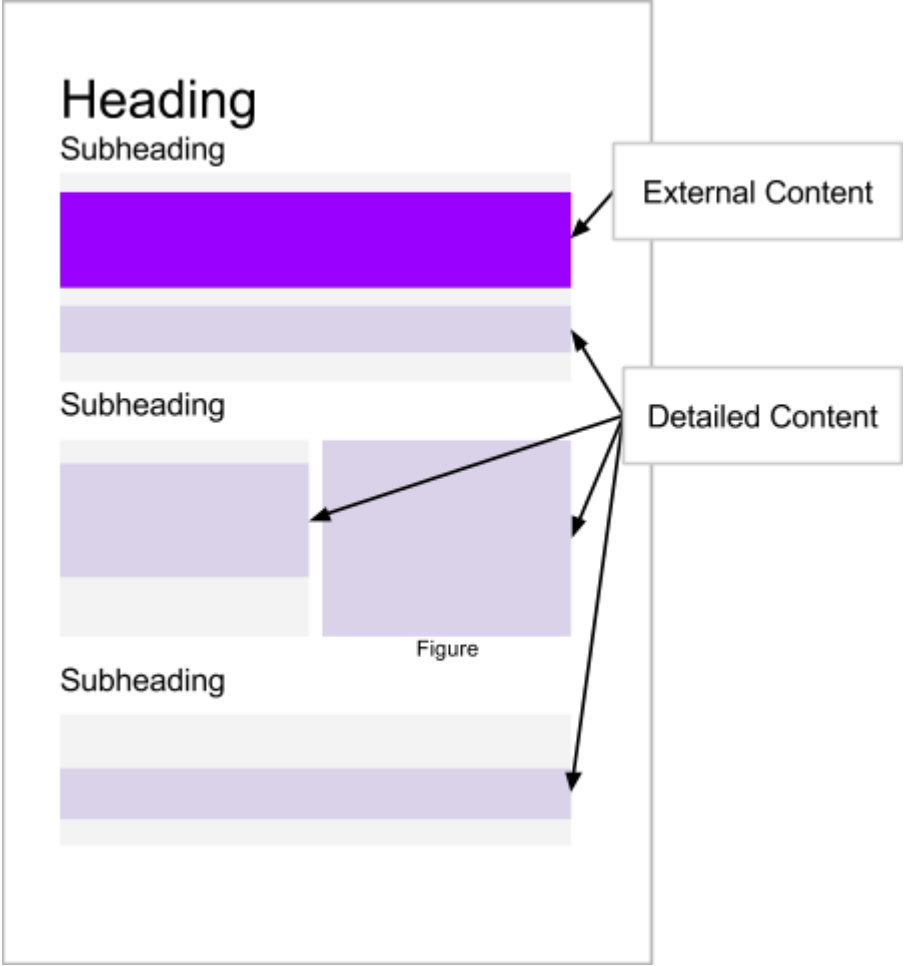 Heading
Subheading
External Content
Subheading
Detailed Content
Figure
Subheading